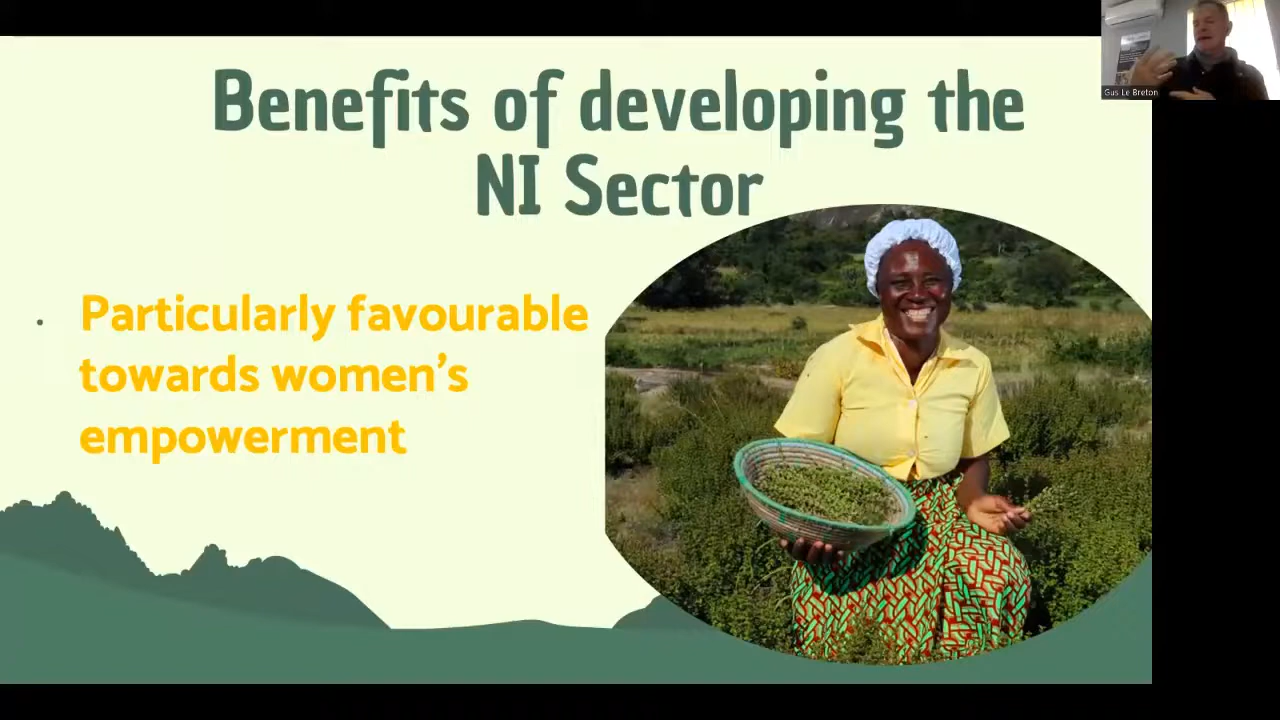 Benefits of developing the
NI Sector
Particularly favourable
towards women's
empowerment
Gus Le Breton